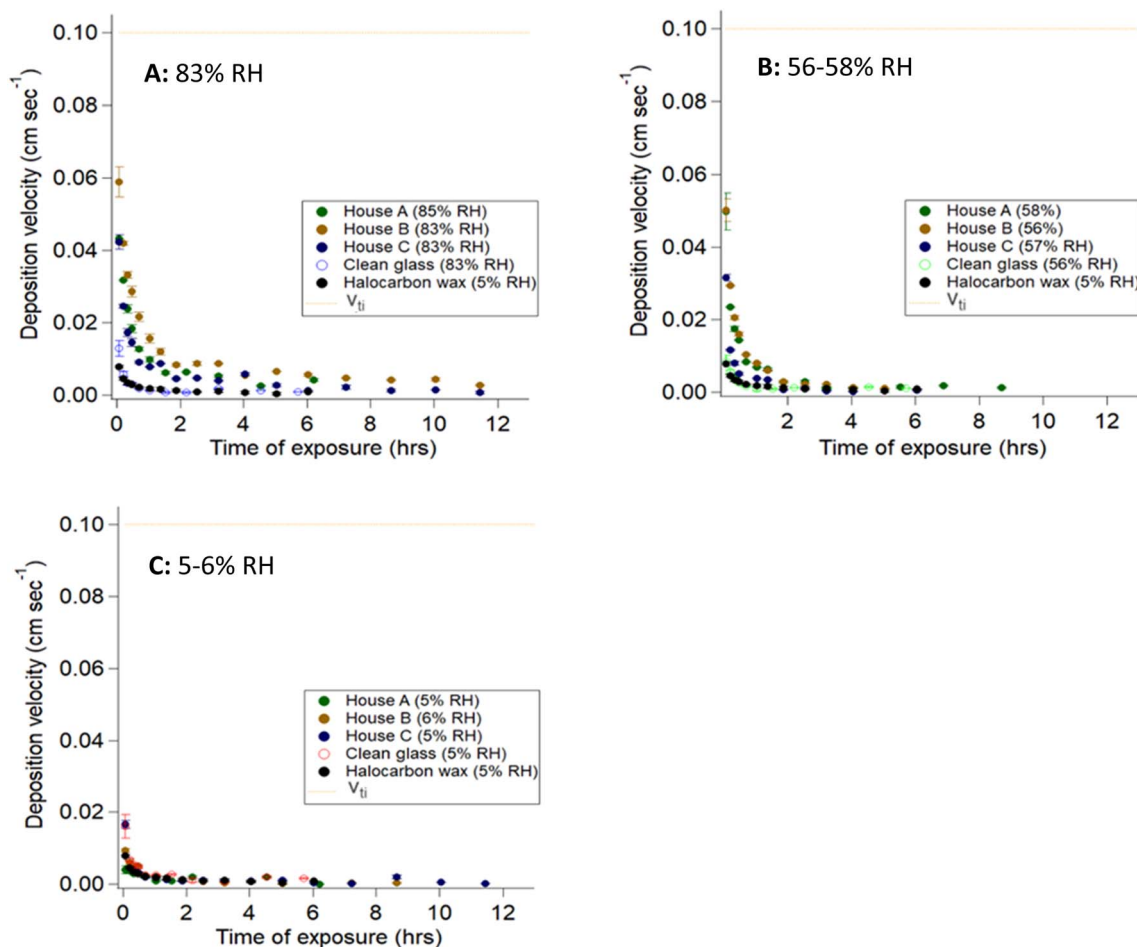 A: 83% RH
Deposition velocity (cm sec⁻¹)
0.10
0.08
0.06
0.04
0.02
0.00
House A (85% RH)
House B (83% RH)
House C (83% RH)
Clean glass (83% RH)
Halocarbon wax (5% RH)
Vti
0 2 4 6 8 10 12
Time of exposure (hrs)
B: 56-58% RH
Deposition velocity (cm sec⁻¹)
0.10
0.08
0.06
0.04
0.02
0.00
House A (58%)
House B (56%)
House C (57% RH)
Clean glass (56% RH)
Halocarbon wax (5% RH)
Vti
0 2 4 6 8 10 12
Time of exposure (hrs)
C: 5-6% RH
Deposition velocity (cm sec⁻¹)
0.10
0.08
0.06
0.04
0.02
0.00
House A (5% RH)
House B (6% RH)
House C (5% RH)
Clean glass (5% RH)
Halocarbon wax (5% RH)
Vti
0 2 4 6 8 10 12
Time of exposure (hrs)